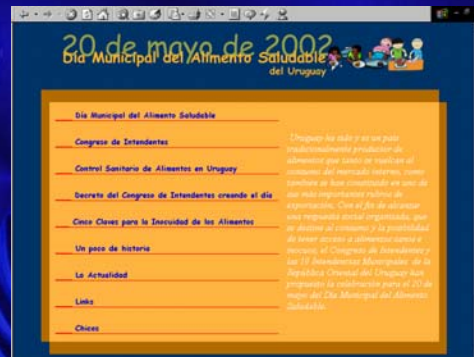 20 de mayo de 2002
Día Municipal del Alimento Saludable
del Uruguay
Día Municipal del Alimento Saludable
Congreso de Intendentes
Control Sanitario de Alimentos en Uruguay
Decreto del Congreso de Intendentes creando el día
Cinco Claves para la Inocuidad de los Alimentos
Un poco de historia
La Actualidad
Links
Chices
Uruguay ha sido y es un país
tradicionalmente productor de
alimentos que tanto se vuelcan al
consumo del mercado interno, como
también se han constituido en uno de
sus más importantes rubros de
exportación. Con el fin de alcanzar
una respuesta social organizada, que
se destine al consumo y la posibilidad
de tener acceso a alimentos sanos e
inocuos, el Congreso de Intendentes y
las 19 Intendencias Municipales de la
República Oriental del Uruguay han
propuesto la celebración para el 20 de
mayo del Día Municipal del Alimento
Saludable.